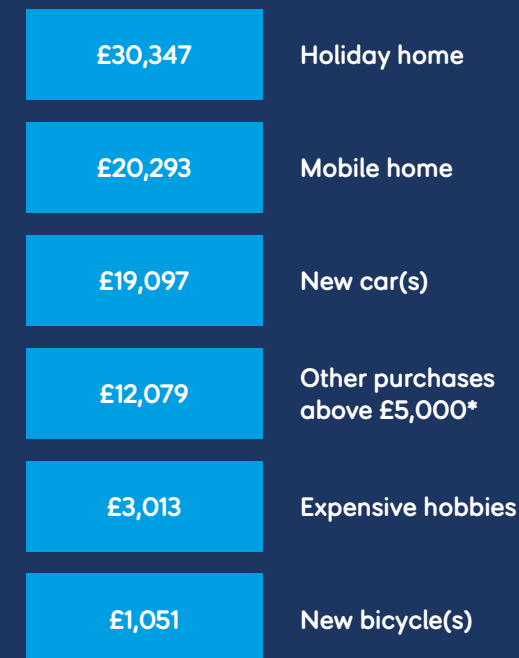 £30,347 Holiday home
£20,293 Mobile home
£19,097 New car(s)
£12,079 Other purchases
above £5,000*
£3,013 Expensive hobbies
£1,051 New bicycle(s)